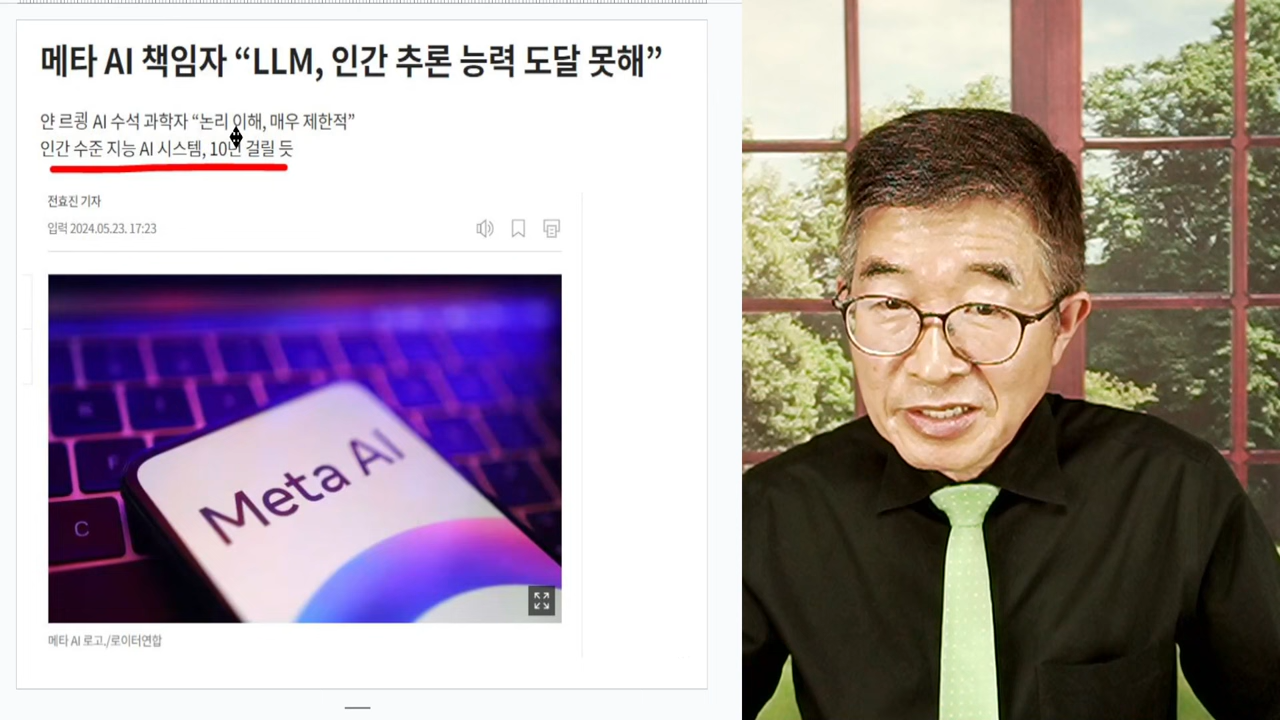 메타 AI 책임자 “LLM, 인간 추론 능력 도달 못해”
얀 르쿵 AI 수석 과학자 “논리 이해, 매우 제한적”
인간 수준 지능 AI 시스템, 10년 걸릴 듯
전효진 기자
입력 2024.05.23. 17:23
C
Meta AI
메타 AI 로고./로이터연합